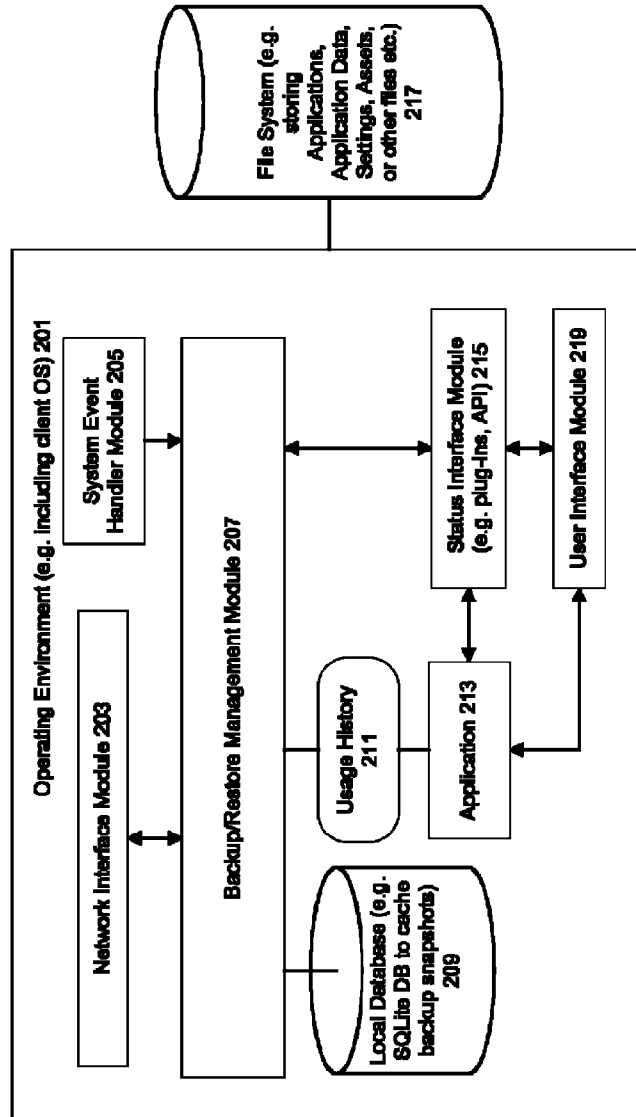 Operating Environment (e.g. including client OS) 201
Network Interface Module 203
System Event
Handler Module 205
Backup/Restore Management Module 207
Local Database (e.g.
SQLite DB to cache
backup snapshots)
209
Usage History
211
Application 213
Status Interface Module
(e.g. plug-ins, API) 215
User Interface Module 219
File System (e.g.
storing
Applications,
Application Data,
Settings, Assets,
or other files etc.)
217